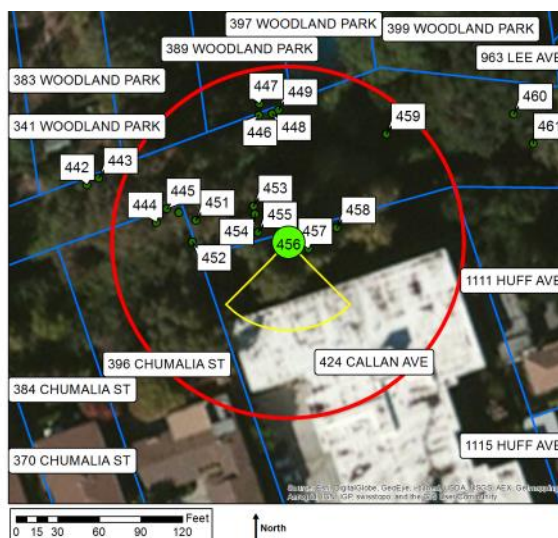 397 WOODLAND PARK
399 WOODLAND PARK
389 WOODLAND PARK
963 LEE AVE
383 WOODLAND PARK
447
449
460
459
341 WOODLAND PARK
446
448
461
442
443
453
445
451
444
455
458
454
456
457
452
1111 HUFF AVE
396 CHUMALIA ST
424 CALLAN AVE
384 CHUMALIA ST
1115 HUFF AVE
370 CHUMALIA ST
Feet
0 15 30 60 90 120
North